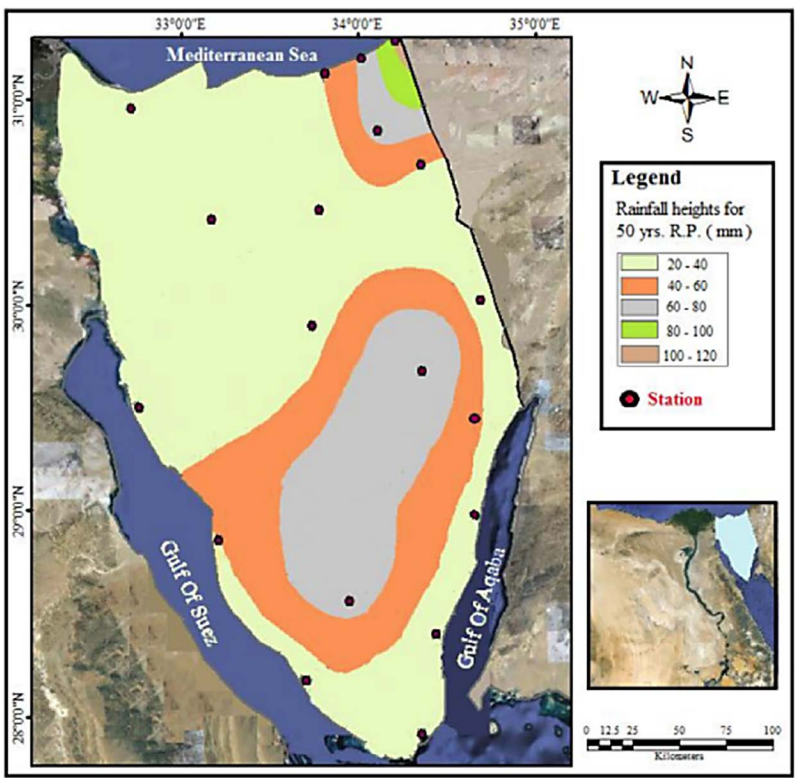 33°0'0"E 34°0'0"E 35°0'0"E
Mediterranean Sea
31°0'0"N
30°0'0"N
29°0'0"N
28°0'0"N
Gulf Of Suez
Gulf Of Aqaba
N
W E
S
Legend
Rainfall heights for
50 yrs. R.P. ( mm )
20 - 40
40 - 60
60 - 80
80 - 100
100 - 120
Station
0 12.5 25 50 75 100
Kilometers